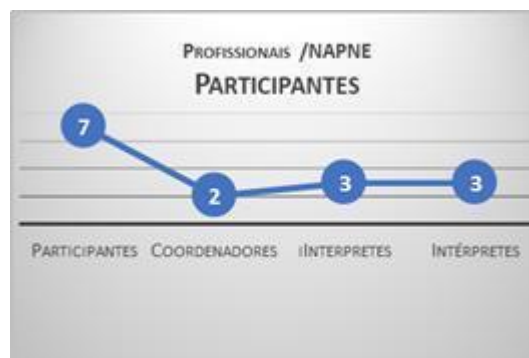 Profissionais /NAPNE
Participantes
7
2
3
3
Participantes Coordenadores iInterpretes Intérpretes